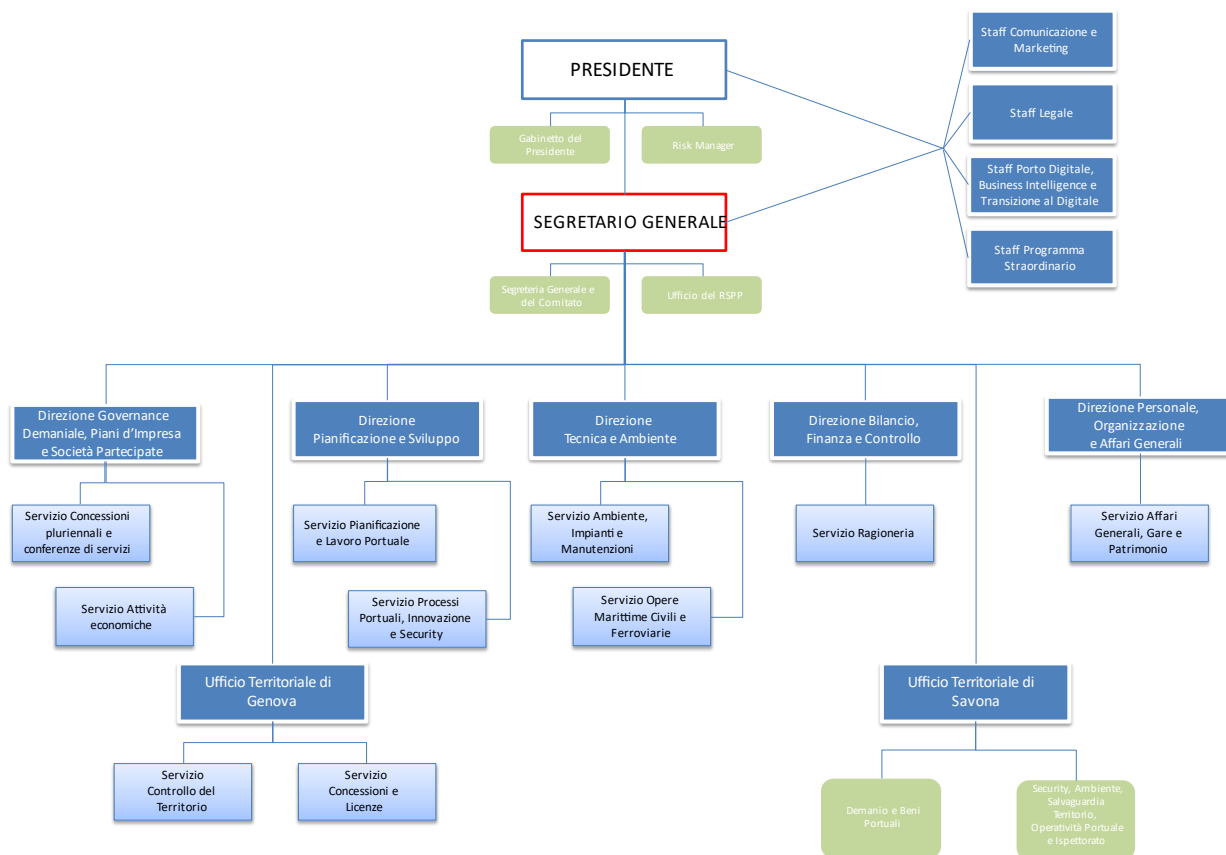 PRESIDENTE
Gabinetto del
Presidente
Risk Manager
Staff Comunicazione e
Marketing
Staff Legale
Staff Porto Digitale,
Business Intelligence e
Transizione al Digitale
Staff Programma
Straordinario
SEGRETARIO GENERALE
Segreteria Generale e
del Comitato
Ufficio del RSPP
Direzione Governance
Demaniale, Piani d’Impresa
e Società Partecipate
Direzione
Pianificazione e Sviluppo
Direzione
Tecnica e Ambiente
Direzione Bilancio,
Finanza e Controllo
Direzione Personale,
Organizzazione
e Affari Generali
Servizio Concessioni
pluriennali e
conferenze di servizi
Servizio Pianificazione
e Lavoro Portuale
Servizio Ambiente,
Impianti e
Manutenzioni
Servizio Ragioneria
Servizio Affari
Generali, Gare e
Patrimonio
Servizio Attività
economiche
Servizio Processi
Portuali, Innovazione
e Security
Servizio Opere
Marittime Civili e
Ferroviarie
Ufficio Territoriale di
Genova
Ufficio Territoriale di
Savona
Servizio
Controllo del
Territorio
Servizio
Concessioni e
Licenze
Demanio e Beni
Portuali
Security, Ambiente,
Salvaguardia
Territorio,
Operatività Portuale
e Ispettorato